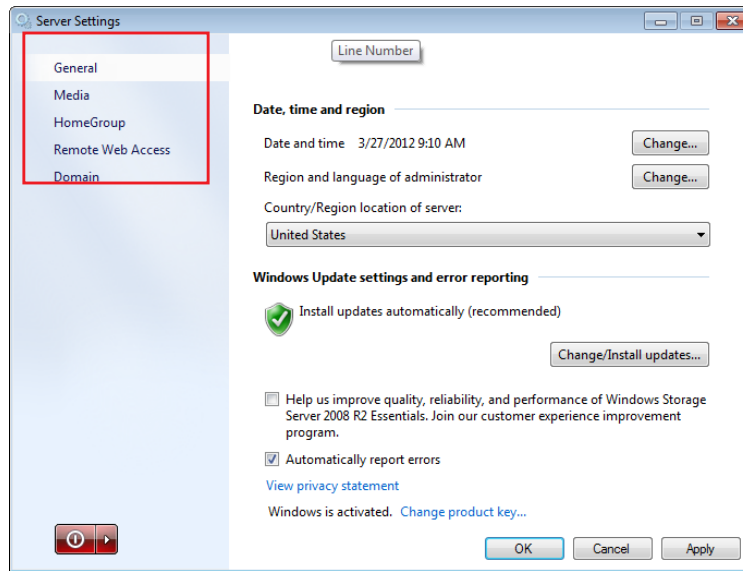 Server Settings
General
Media
HomeGroup
Remote Web Access
Domain
Line Number
Date, time and region
Date and time 3/27/2012 9:10 AM
Change...
Region and language of administrator
Change...
Country/Region location of server:
United States
Windows Update settings and error reporting
Install updates automatically (recommended)
Change/Install updates...
Help us improve quality, reliability, and performance of Windows Storage
Server 2008 R2 Essentials. Join our customer experience improvement
program.
Automatically report errors
View privacy statement
Windows is activated. Change product key...
OK
Cancel
Apply